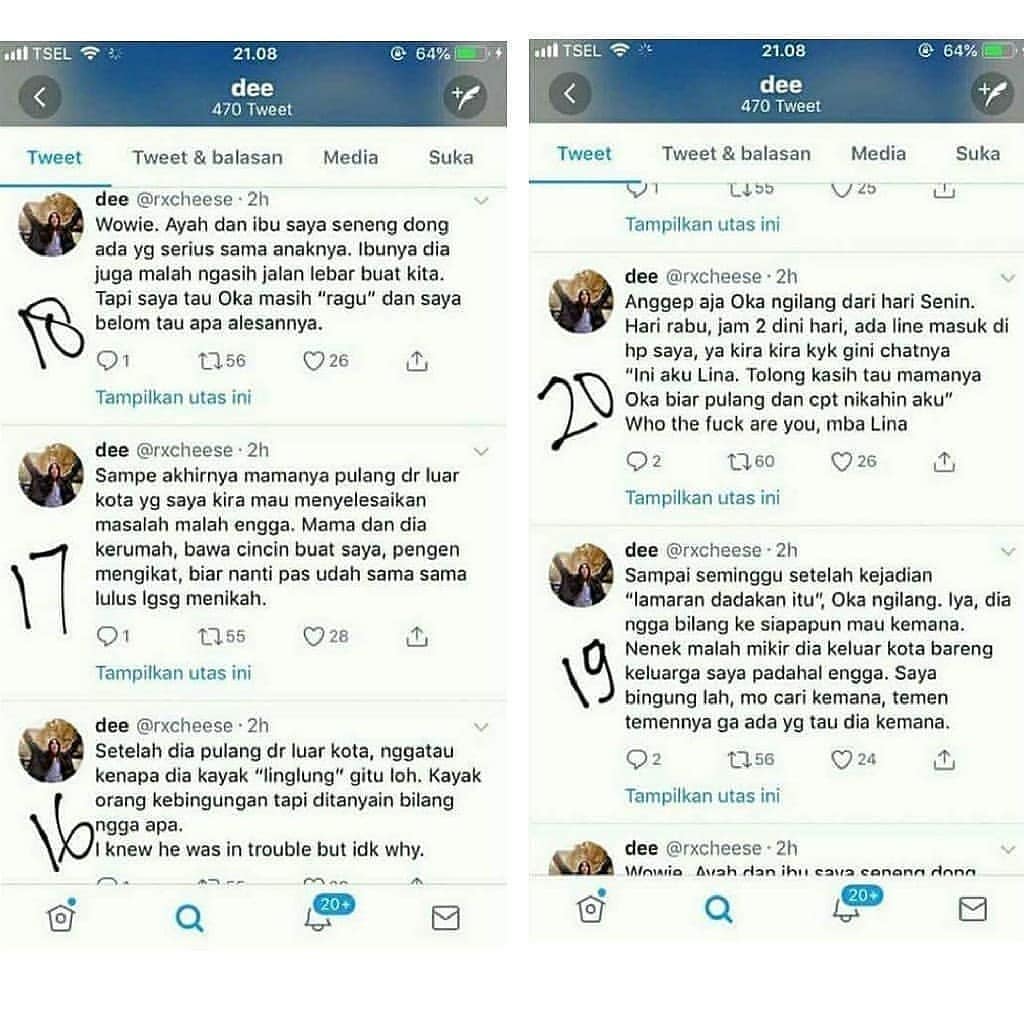 TSEL 21.08 64%
dee
470 Tweet
Tweet Tweet & balasan Media Suka
dee @rxcheese · 2h
Wowie. Ayah dan ibu saya seneng dong
ada yg serius sama anaknya. Ibunya dia
juga malah ngasih jalan lebar buat kita.
Tapi saya tau Oka masih “ragu” dan saya
belom tau apa alesannya.
18
1 56 26
Tampilkan utas ini
dee @rxcheese · 2h
Sampe akhirnya mamanya pulang dr luar
kota yg saya kira mau menyelesaikan
masalah malah engga. Mama dan dia
kerumah, bawa cincin buat saya, pengen
mengikat, biar nanti pas udah sama sama
lulus lgsg menikah.
17
1 55 28
Tampilkan utas ini
dee @rxcheese · 2h
Setelah dia pulang dr luar kota, nggatau
kenapa dia kayak “linglung” gitu loh. Kayak
orang kebingungan tapi ditanyain bilang
ngga apa.
I knew he was in trouble but idk why.
16
20+
TSEL 21.08 64%
dee
470 Tweet
Tweet Tweet & balasan Media Suka
1 55 25
Tampilkan utas ini
dee @rxcheese · 2h
Anggep aja Oka ngilang dari hari Senin.
Hari rabu, jam 2 dini hari, ada line masuk di
hp saya, ya kira kira kyk gini chatnya
“Ini aku Lina. Tolong kasih tau mamanya
Oka biar pulang dan cpt nikahin aku”
Who the fuck are you, mba Lina
20
2 60 26
Tampilkan utas ini
dee @rxcheese · 2h
Sampai seminggu setelah kejadian
“lamaran dadakan itu”, Oka ngilang. Iya, dia
ngga bilang ke siapapun mau kemana.
Nenek malah mikir dia keluar kota bareng
keluarga saya padahal engga. Saya
bingung lah, mo cari kemana, temen
temennya ga ada yg tau dia kemana.
19
2 56 24
Tampilkan utas ini
dee @rxcheese · 2h
Wowie. Ayah dan ibu saya seneng dong
20+